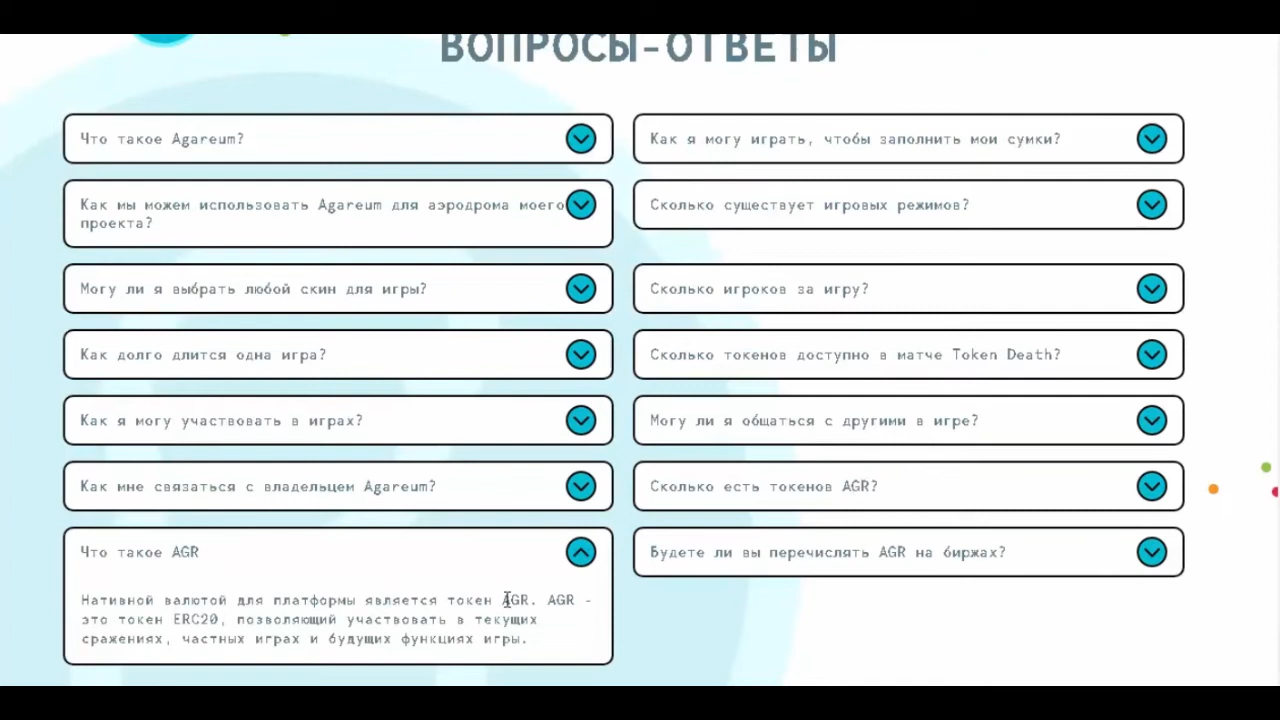 ВОПРОСЫ-ОТВЕТЫ
Что такое Agareum?
Как я могу играть, чтобы заполнить мои сумки?
Как мы можем использовать Agareum для аэродрома моего
проекта?
Сколько существует игровых режимов?
Могу ли я выбрать любой скин для игры?
Сколько игроков за игру?
Как долго длится одна игра?
Сколько токенов доступно в матче Token Death?
Как я могу участвовать в играх?
Могу ли я общаться с другими в игре?
Как мне связаться с владельцем Agareum?
Сколько есть токенов AGR?
Что такое AGR
Будете ли вы перечислять AGR на биржах?
Нативной валютой для платформы является токен AGR. AGR -
это токен ERC20, позволяющий участвовать в текущих
сражениях, частных играх и будущих функциях игры.